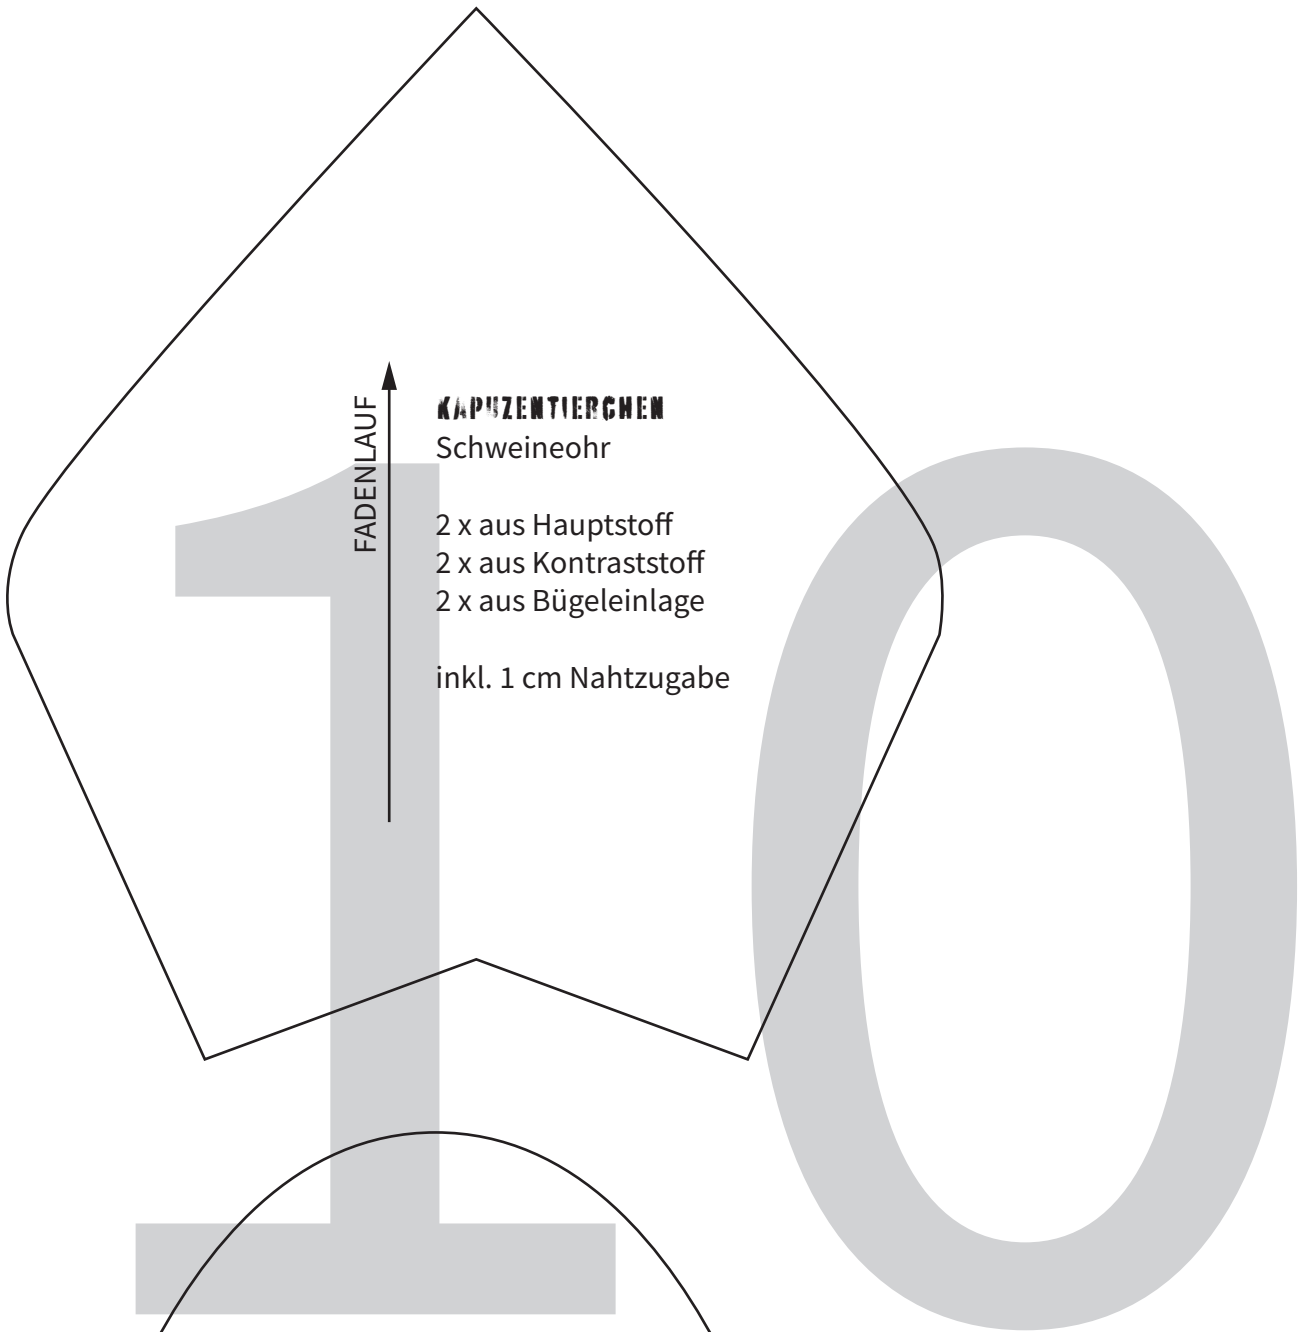 KAPUZENTIERCHEN
Schweineohr
FADENLAUF
2 x aus Hauptstoff
2 x aus Kontraststoff
2 x aus Bügeleinlage
inkl. 1 cm Nahtzugabe
10